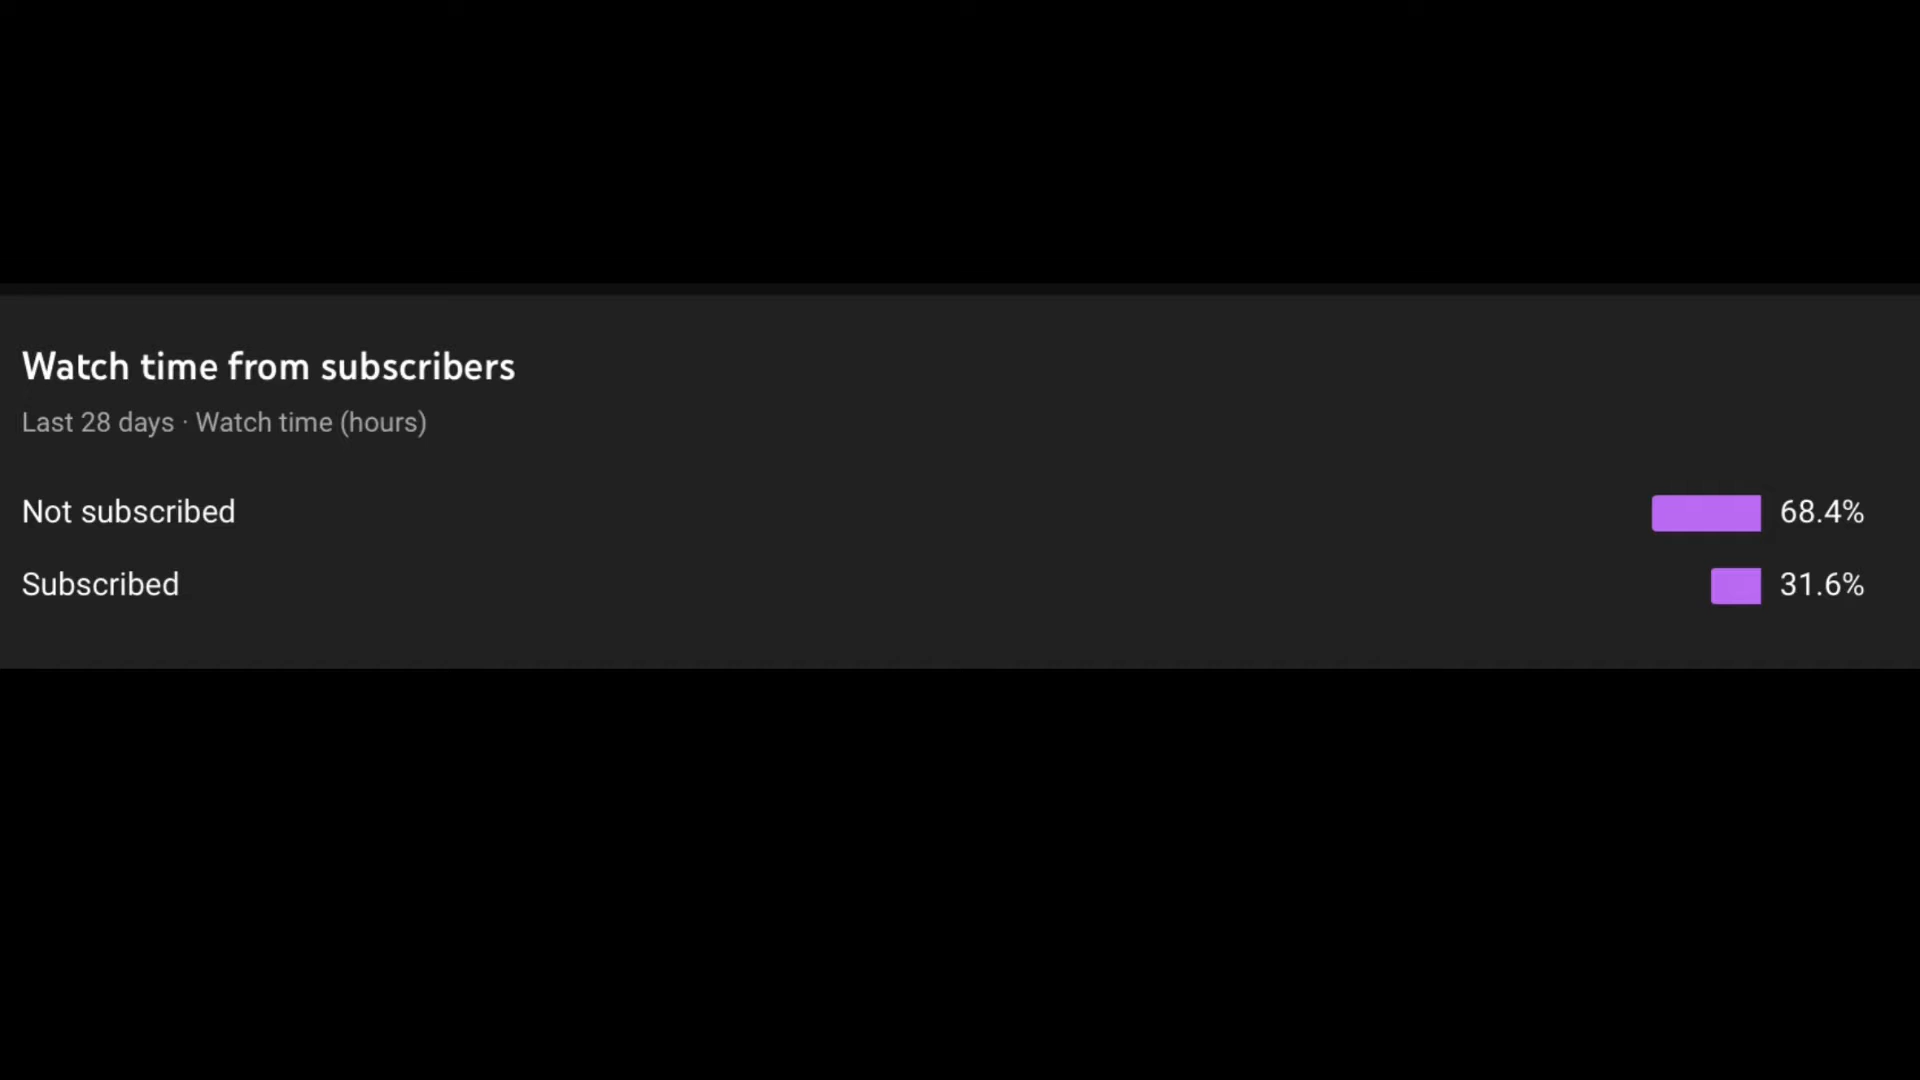 Watch time from subscribers
Last 28 days · Watch time (hours)
Not subscribed 68.4%
Subscribed 31.6%